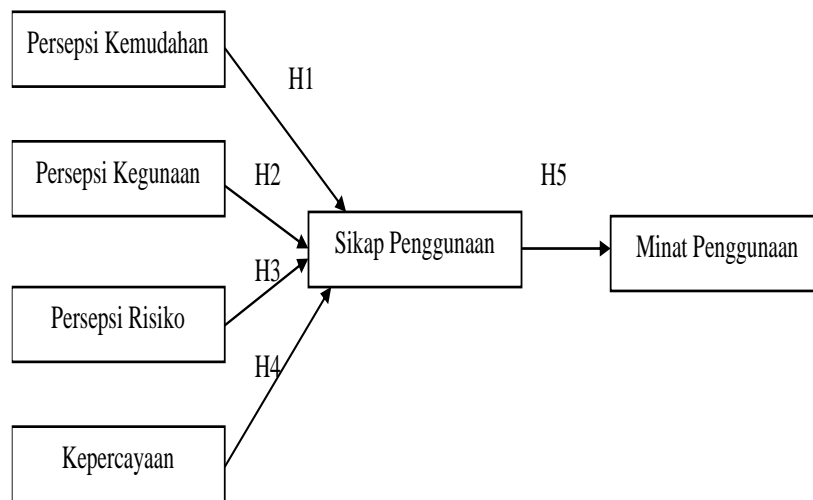 Persepsi Kemudahan
H1
Persepsi Kegunaan
H2
H5
Sikap Penggunaan
Minat Penggunaan
H3
Persepsi Risiko
H4
Kepercayaan